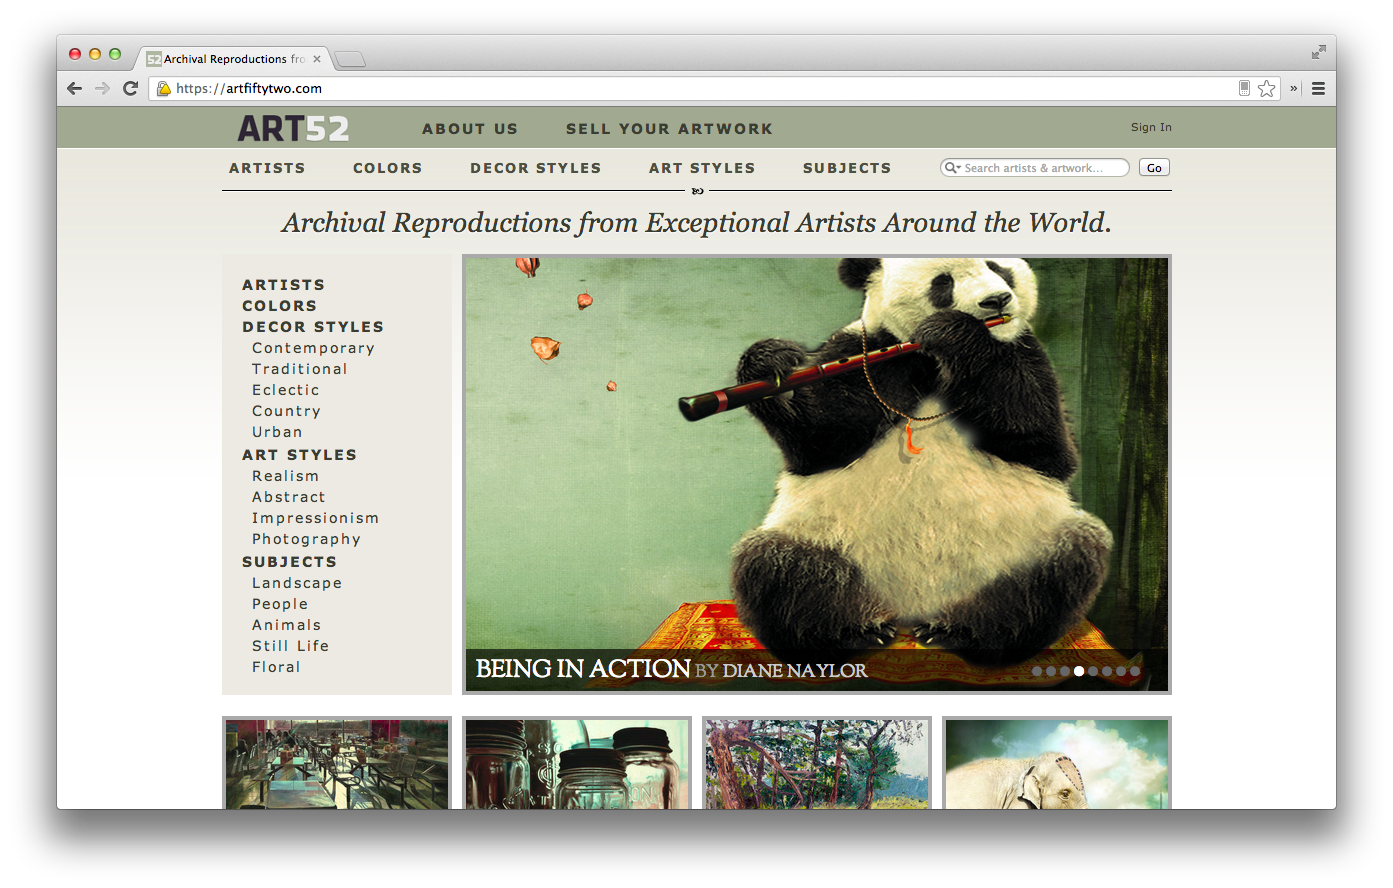 52 Archival Reproductions fro
https://artfiftytwo.com
ART52
ABOUT US
SELL YOUR ARTWORK
Sign In
ARTISTS
COLORS
DECOR STYLES
ART STYLES
SUBJECTS
Search artists & artwork...
Go
Archival Reproductions from Exceptional Artists Around the World.
ARTISTS
COLORS
DECOR STYLES
Contemporary
Traditional
Eclectic
Country
Urban
ART STYLES
Realism
Abstract
Impressionism
Photography
SUBJECTS
Landscape
People
Animals
Still Life
Floral
BEING IN ACTION BY DIANE NAYLOR